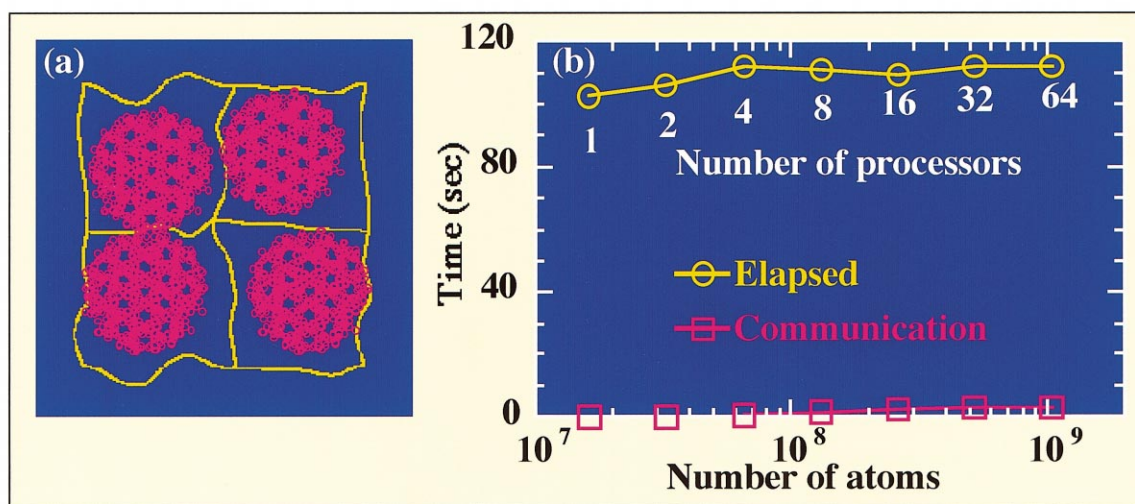 (a)
(b)
Time (sec)
120
80
40
0
1 2 4 8 16 32 64
Number of processors
Elapsed
Communication
10^7 10^8 10^9
Number of atoms